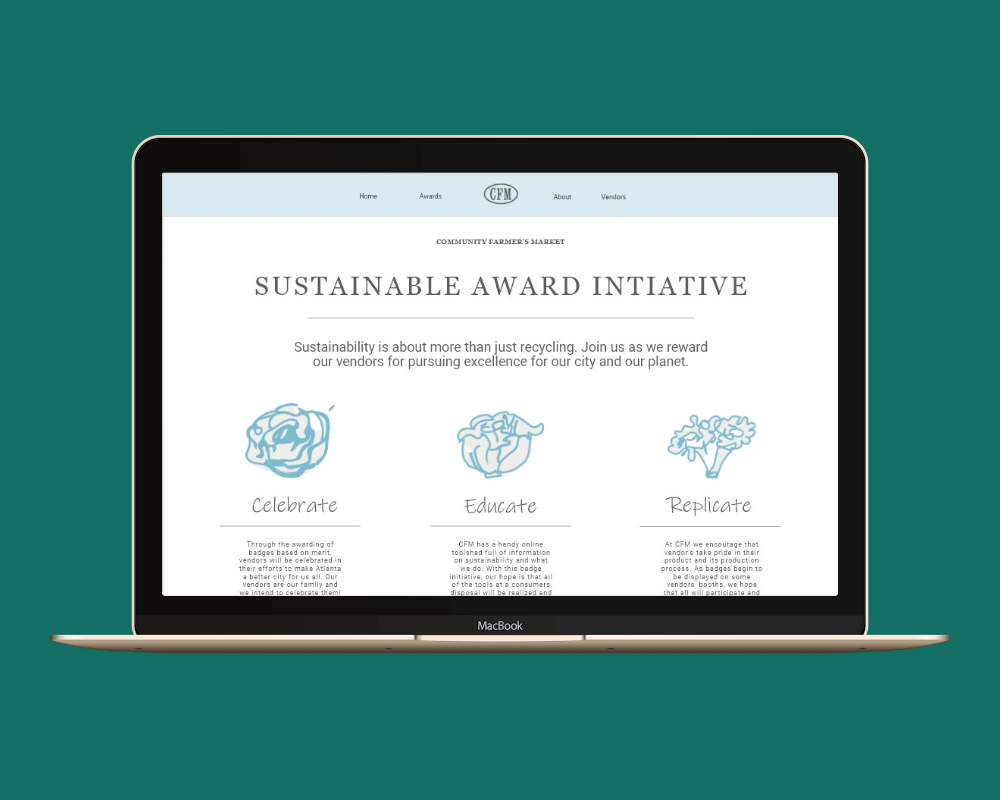 Home
Awards
CFM
About
Vendors
COMMUNITY FARMER'S MARKET
SUSTAINABLE AWARD INTIATIVE
Sustainability is about more than just recycling. Join us as we reward
our vendors for pursuing excellence for our city and our planet.
Celebrate
Through the awarding of
badges based on merit,
vendors will be celebrated in
their efforts to make Atlanta
a better city for us all. Our
vendors are our family and
we intend to celebrate them!
Educate
CFM has a handy online
toolshed full of information
on sustainability and what
we do. With this badge
initiative, our hope is that all
of the tools at a consumers
disposal will be realized and
Replicate
At CFM we encourage that
vendor's take pride in their
product and its production
process. As badges begin to
be displayed on some
vendors' booths, we hope
that all will participate and
MacBook